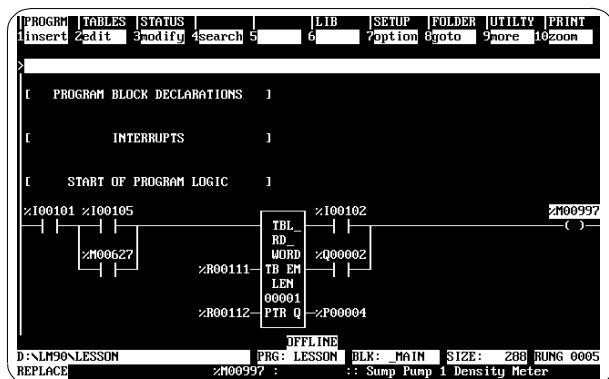 |PROGRM |TABLES |STATUS | | |LIB |SETUP |FOLDER |UTILTY |PRINT
1insert 2edit 3modify 4search 5 6 7option 8goto 9more 10zoom
>
[ PROGRAM BLOCK DECLARATIONS ]
[ INTERRUPTS ]
[ START OF PROGRAM LOGIC ]
%I00101 %I00105 %I00102 %M00997
TBL_ ( )
RD_
%M00627 WORD %Q00002
%R00111 TB EM
LEN
00001
%R00112 PTR Q %P00004
OFFLINE
D:\LM90\LESSON PRG: LESSON BLK: _MAIN SIZE: 288 RUNG 0005
REPLACE %M00997 : :: Sump Pump 1 Density Meter